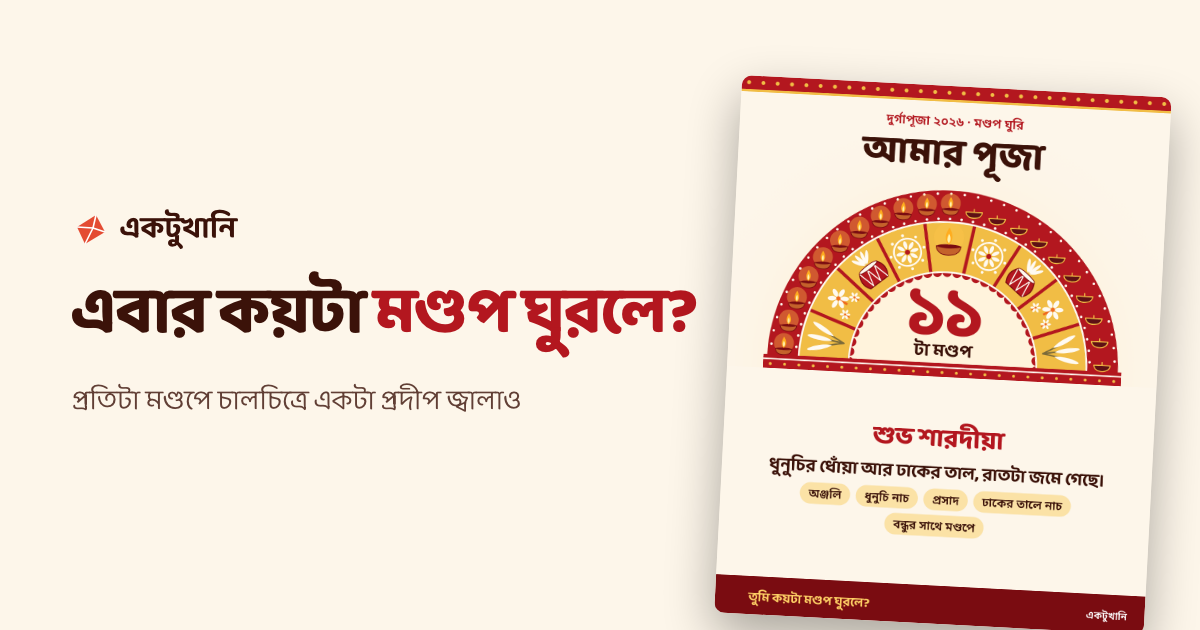 একটুখানি
এবার কয়টা মণ্ডপ ঘুরলে?
প্রতিটা মণ্ডপে চালচিত্রে একটা প্রদীপ জ্বালাও
দুর্গাপূজা ২০২৬ · মণ্ডপ ঘুরি
আমার পূজা
১১
টা মণ্ডপ
শুভ শারদীয়া
ধুনুচির ধোঁয়া আর ঢাকের তাল, রাতটা জমে গেছে।
অঞ্জলি ধুনুচি নাচ প্রসাদ ঢাকের তালে নাচ
বন্ধুর সাথে মণ্ডপে
তুমি কয়টা মণ্ডপ ঘুরলে?
একটুখানি